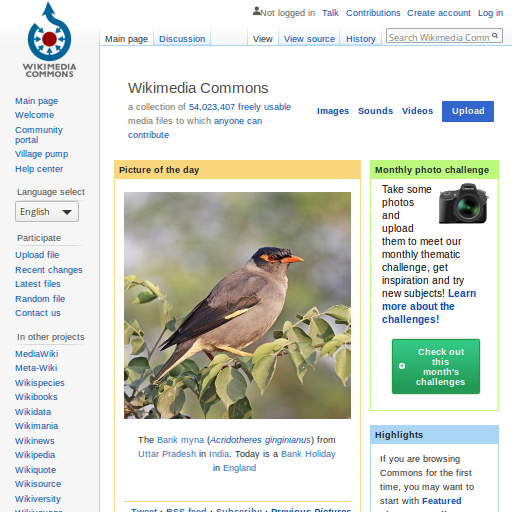 Not logged in Talk Contributions Create account Log in
Main page Discussion View View source History Search Wikimedia Comm
WIKIMEDIA
COMMONS
Main page
Welcome
Community
portal
Village pump
Help center
Language select
English
Participate
Upload file
Recent changes
Latest files
Random file
Contact us
In other projects
MediaWiki
Meta-Wiki
Wikispecies
Wikibooks
Wikidata
Wikimania
Wikinews
Wikipedia
Wikiquote
Wikisource
Wikiversity
Wikimedia Commons
a collection of 54,023,407 freely usable
media files to which anyone can
contribute
Images Sounds Videos Upload
Picture of the day
The Bank myna (Acridotheres ginginianus) from
Uttar Pradesh in India. Today is a Bank Holiday
in England
Tweet · RSS feed · Subscribe · Previous Pictures
Monthly photo challenge
Take some
photos
and
upload
them to meet our
monthly thematic
challenge, get
inspiration and try
new subjects! Learn
more about the
challenges!
Check out
this
month's
challenges
Highlights
If you are browsing
Commons for the first
time, you may want to
start with Featured